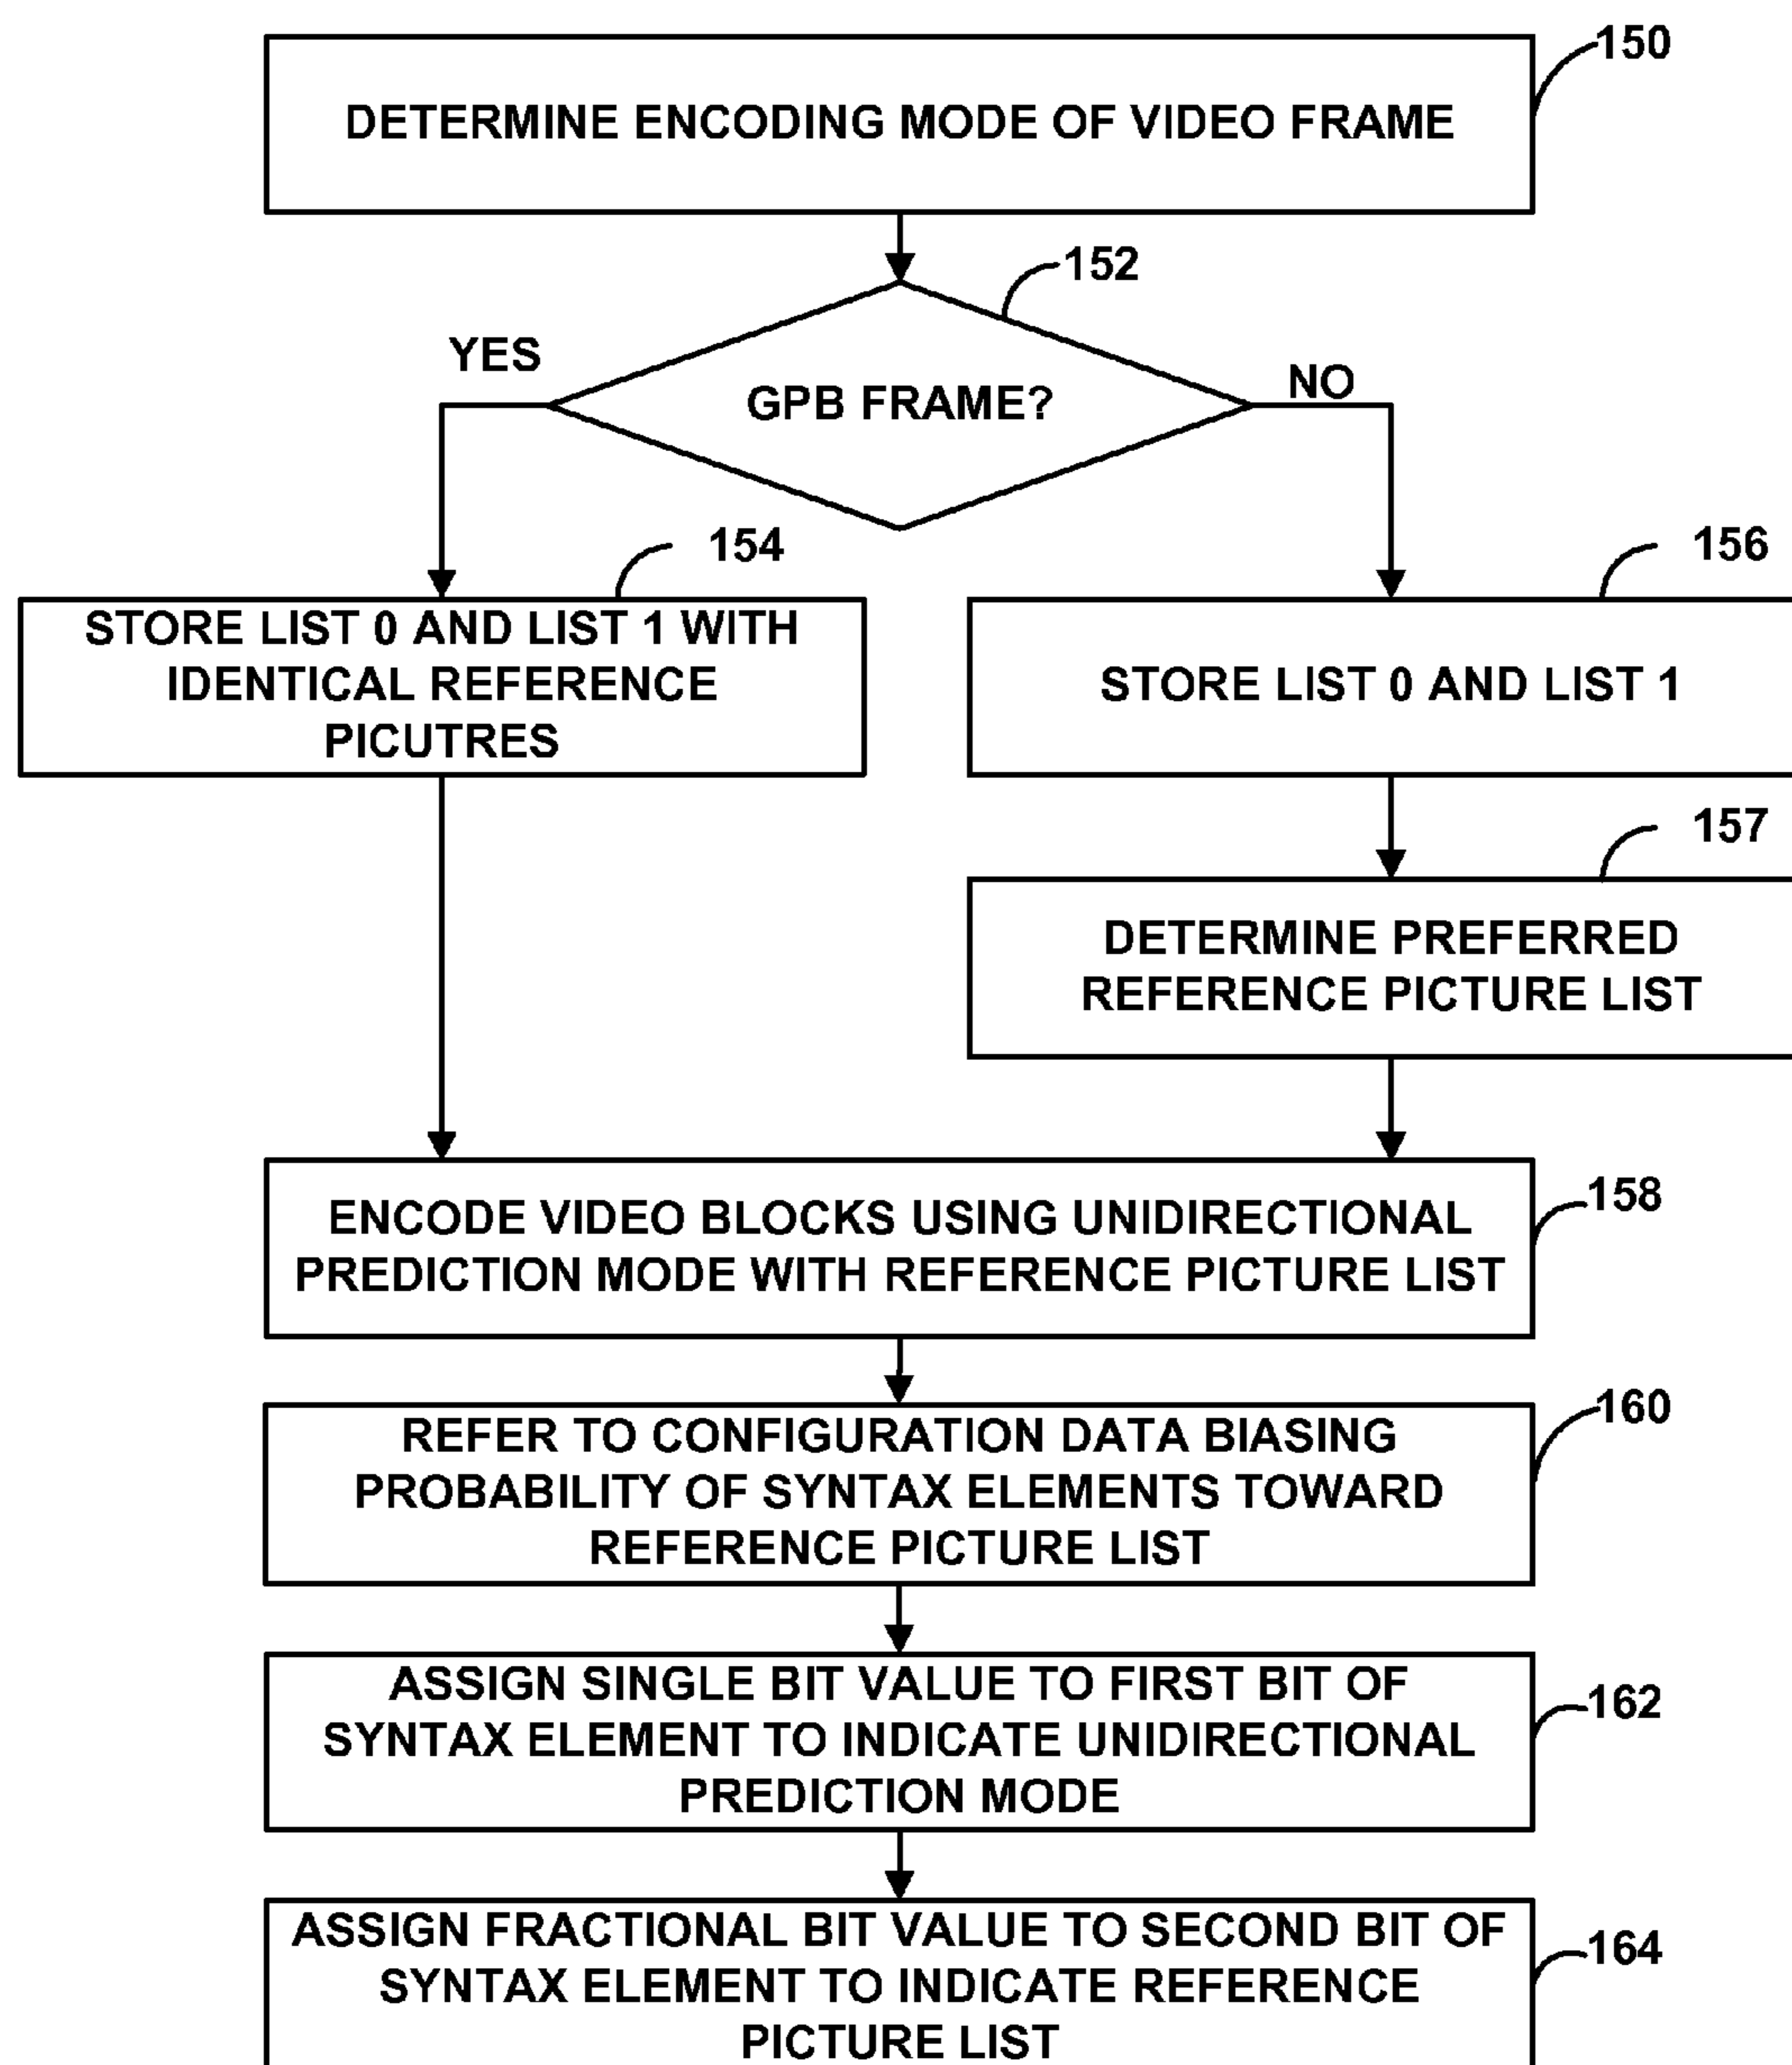 150
DETERMINE ENCODING MODE OF VIDEO FRAME
152
YES
GPB FRAME?
NO
154
156
STORE LIST 0 AND LIST 1 WITH
IDENTICAL REFERENCE
PICUTRES
STORE LIST 0 AND LIST 1
157
DETERMINE PREFERRED
REFERENCE PICTURE LIST
158
ENCODE VIDEO BLOCKS USING UNIDIRECTIONAL
PREDICTION MODE WITH REFERENCE PICTURE LIST
160
REFER TO CONFIGURATION DATA BIASING
PROBABILITY OF SYNTAX ELEMENTS TOWARD
REFERENCE PICTURE LIST
162
ASSIGN SINGLE BIT VALUE TO FIRST BIT OF
SYNTAX ELEMENT TO INDICATE UNIDIRECTIONAL
PREDICTION MODE
164
ASSIGN FRACTIONAL BIT VALUE TO SECOND BIT OF
SYNTAX ELEMENT TO INDICATE REFERENCE
PICTURE LIST